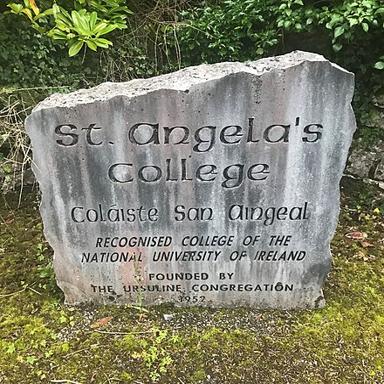 St. Angela's
College
Coláiste San Aingeal
RECOGNISED COLLEGE OF THE
NATIONAL UNIVERSITY OF IRELAND
FOUNDED BY
THE URSULINE CONGREGATION
1952